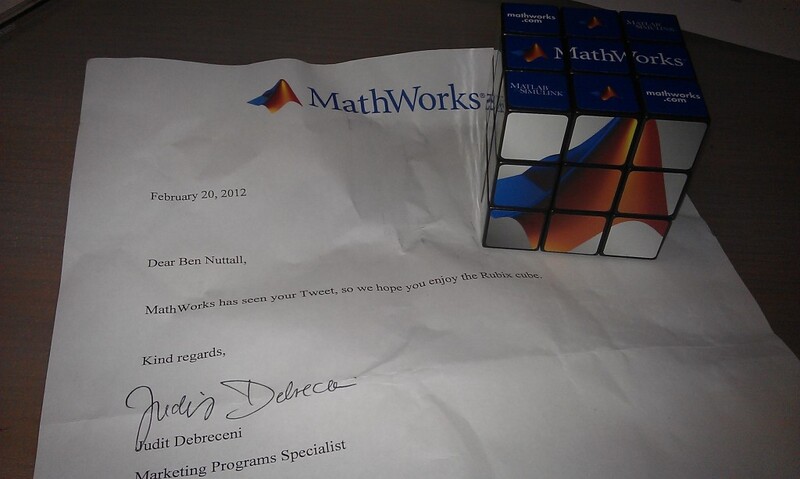 mathworks.com
MATLAB SIMULINK
MathWorks
MATLAB SIMULINK
mathworks.com
MathWorks
February 20, 2012
Dear Ben Nuttall,
MathWorks has seen your Tweet, so we hope you enjoy the Rubix cube.
Kind regards,
Judit Debreceni
Judit Debreceni
Marketing Programs Specialist